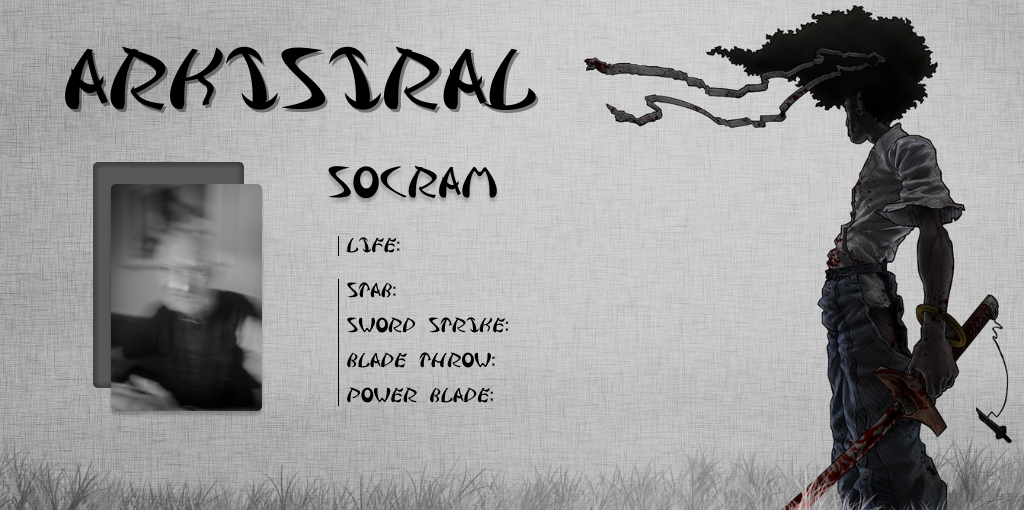 ARKISIRAL
SOCRAM
LIFE:
STAB:
SWORD STRIKE:
BLADE THROW:
POWER BLADE: